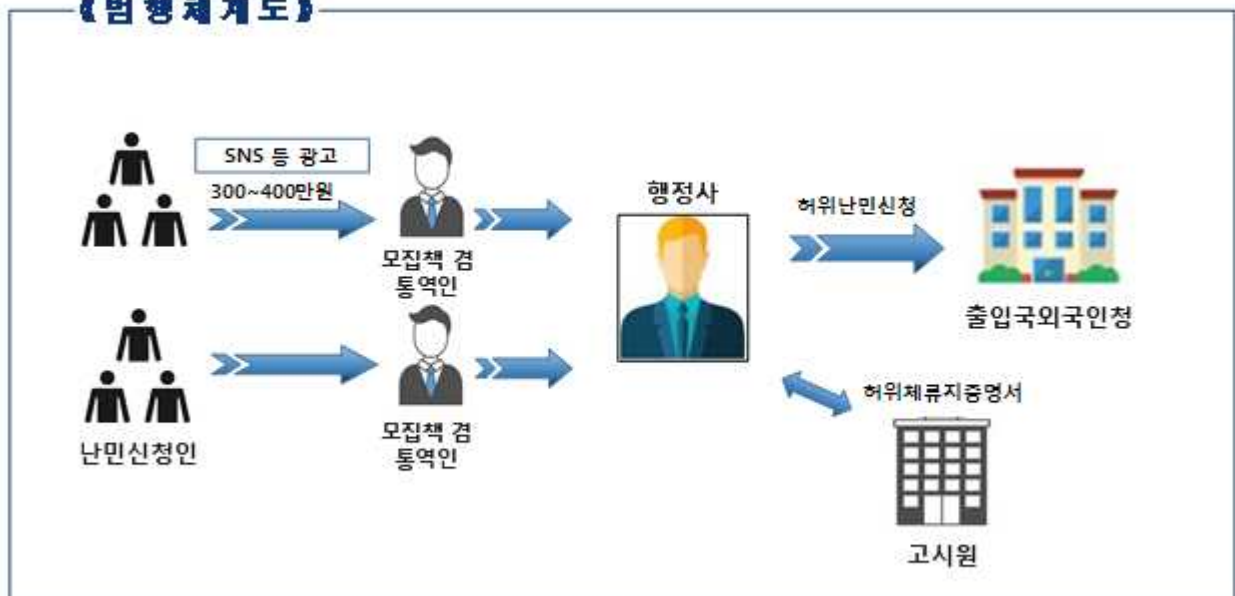 《범행체계도》
SNS 등 광고
300~400만원
모집책 겸
통역인
행정사
허위난민신청
출입국외국인청
난민신청인
모집책 겸
통역인
허위체류지증명서
고시원